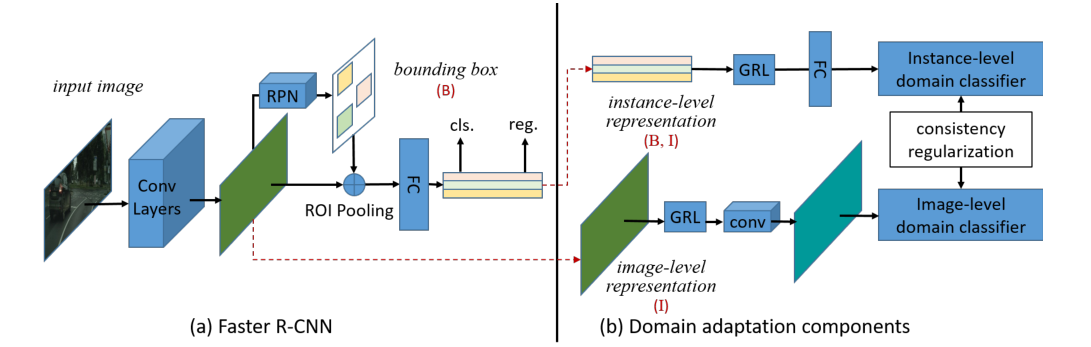 input image
Conv
Layers
RPN
bounding box
(B)
ROI Pooling
FC
cls.
reg.
(a) Faster R-CNN
instance-level
representation
(B, I)
GRL
FC
Instance-level
domain classifier
consistency
regularization
Image-level
domain classifier
GRL
conv
image-level
representation
(I)
(b) Domain adaptation components